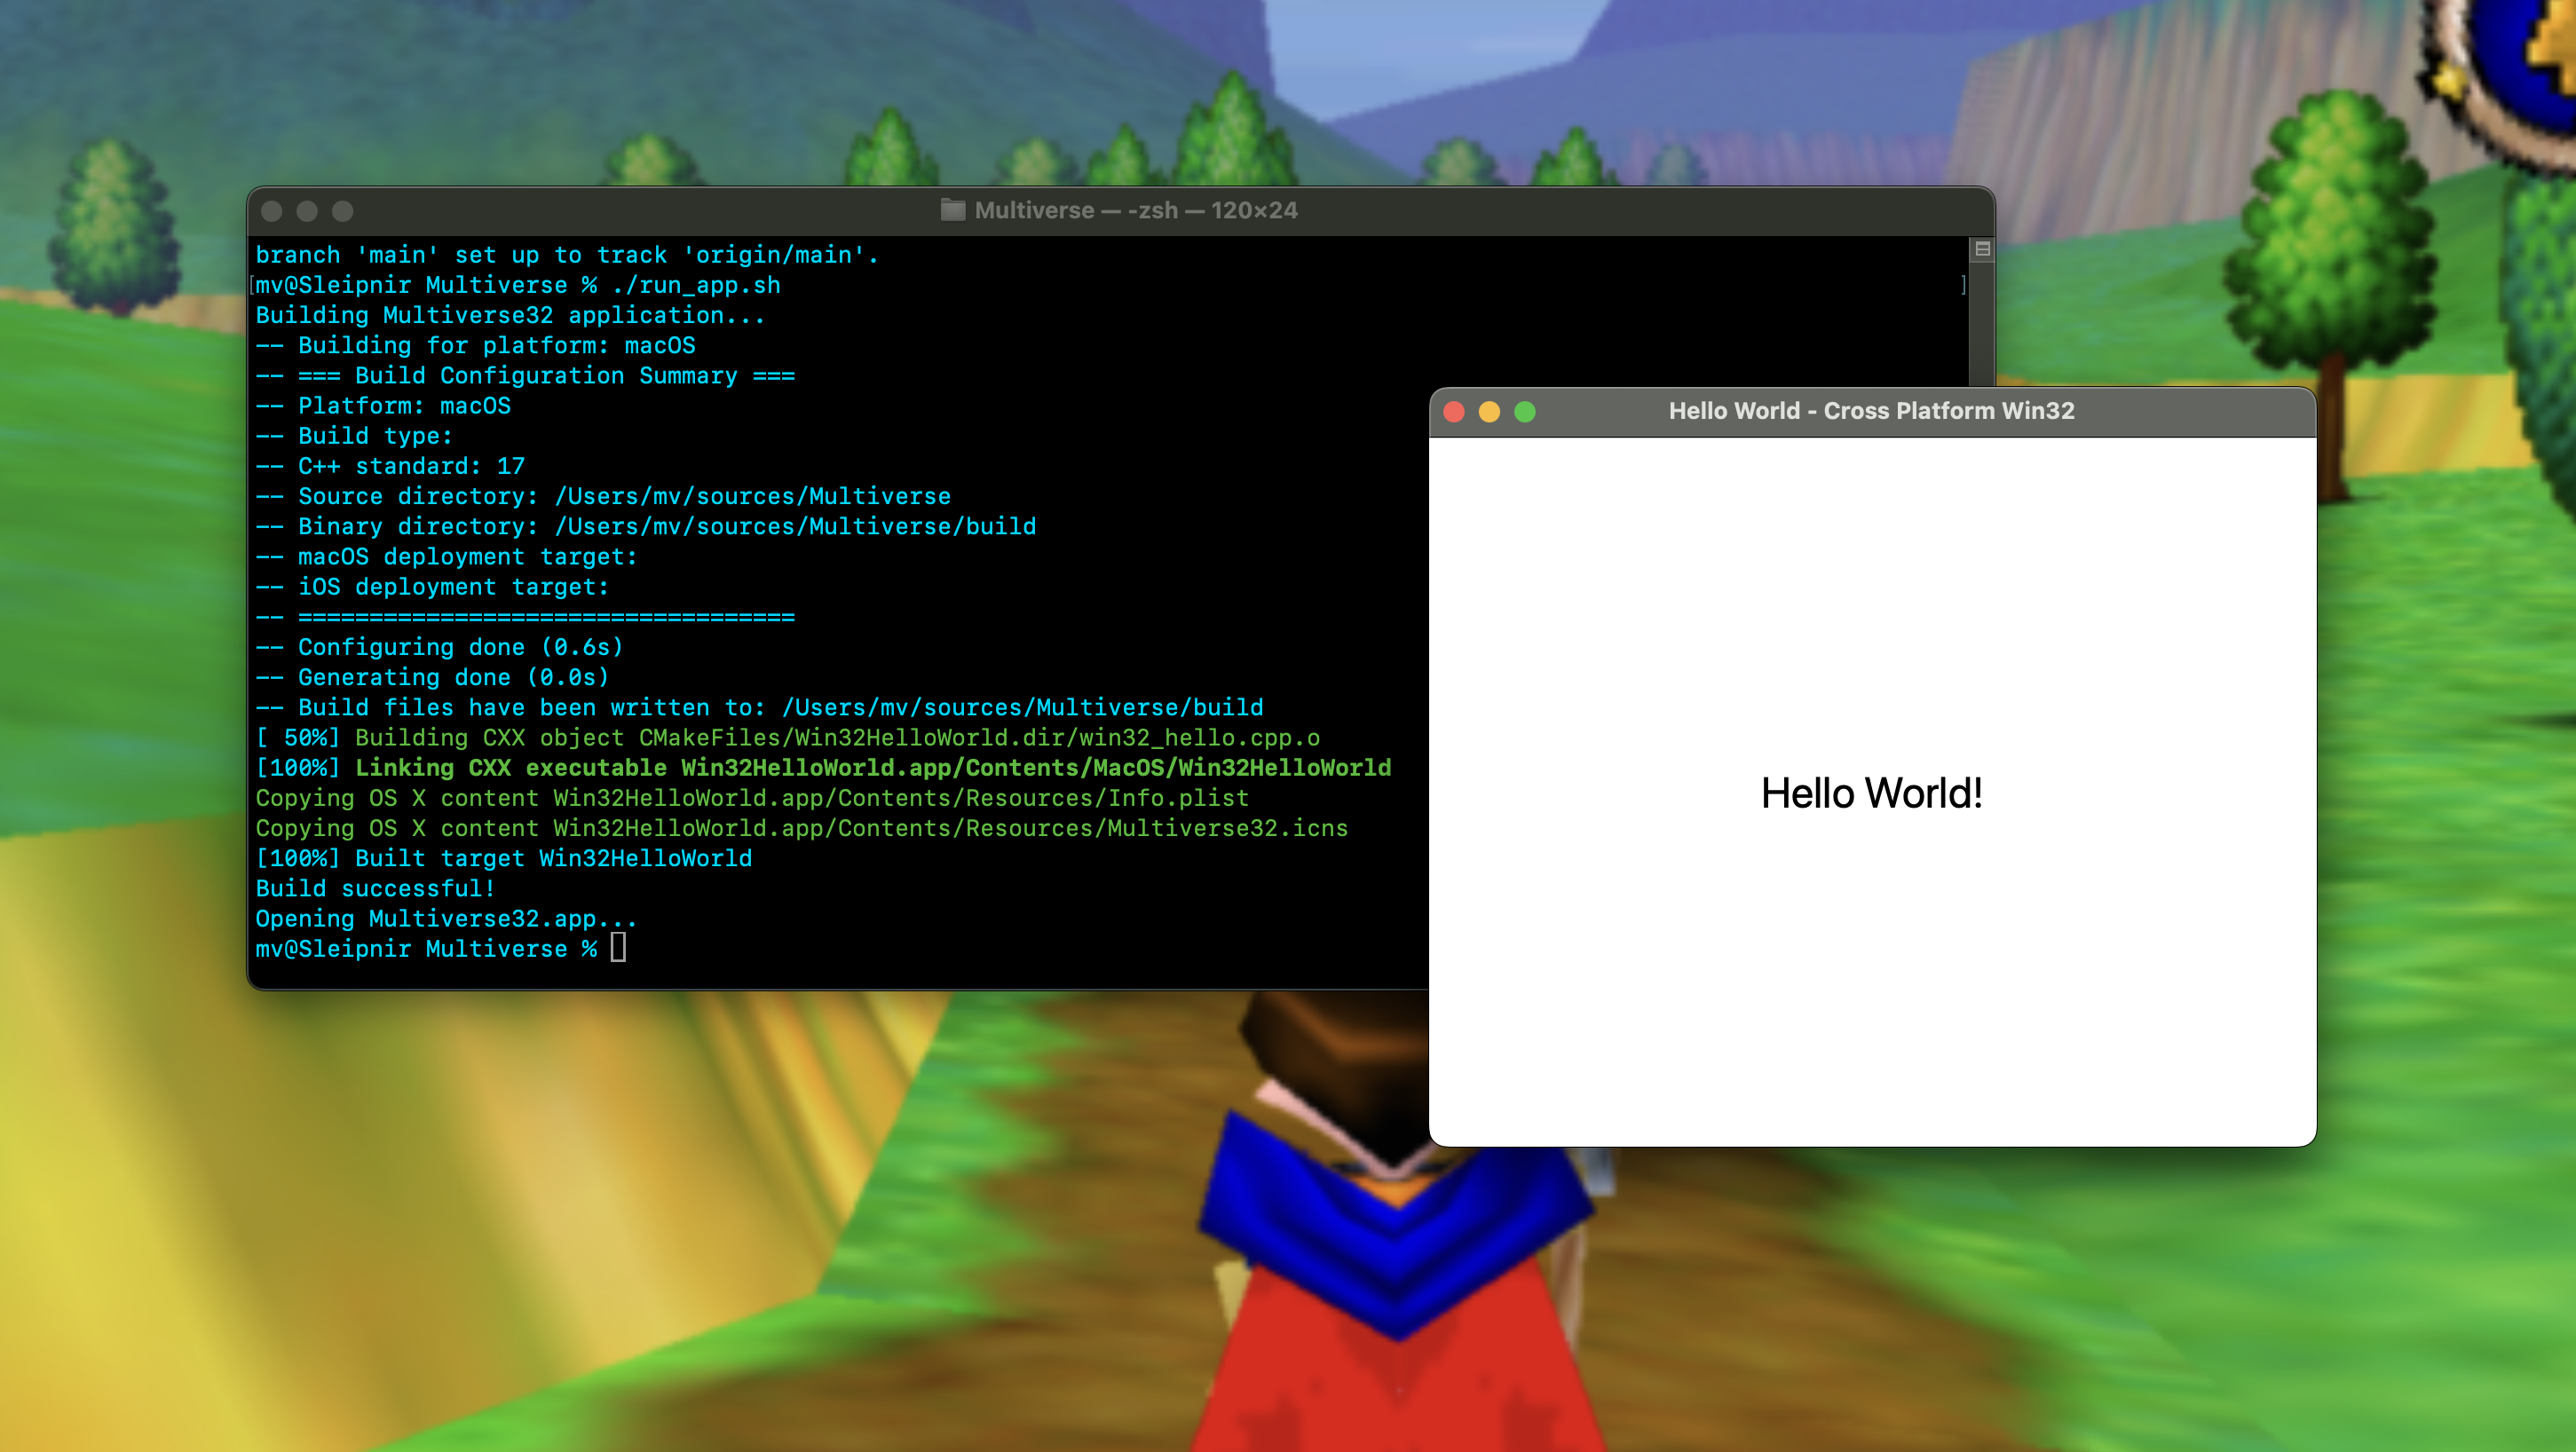 Multiverse — -zsh — 120×24
branch 'main' set up to track 'origin/main'.
[mv@Sleipnir Multiverse % ./run_app.sh ]
Building Multiverse32 application...
-- Building for platform: macOS
-- === Build Configuration Summary ===
-- Platform: macOS
-- Build type:
-- C++ standard: 17
-- Source directory: /Users/mv/sources/Multiverse
-- Binary directory: /Users/mv/sources/Multiverse/build
-- macOS deployment target:
-- iOS deployment target:
-- ===================================
-- Configuring done (0.6s)
-- Generating done (0.0s)
-- Build files have been written to: /Users/mv/sources/Multiverse/build
[ 50%] Building CXX object CMakeFiles/Win32HelloWorld.dir/win32_hello.cpp.o
[100%] Linking CXX executable Win32HelloWorld.app/Contents/MacOS/Win32HelloWorld
Copying OS X content Win32HelloWorld.app/Contents/Resources/Info.plist
Copying OS X content Win32HelloWorld.app/Contents/Resources/Multiverse32.icns
[100%] Built target Win32HelloWorld
Build successful!
Opening Multiverse32.app...
mv@Sleipnir Multiverse %
Hello World - Cross Platform Win32
Hello World!